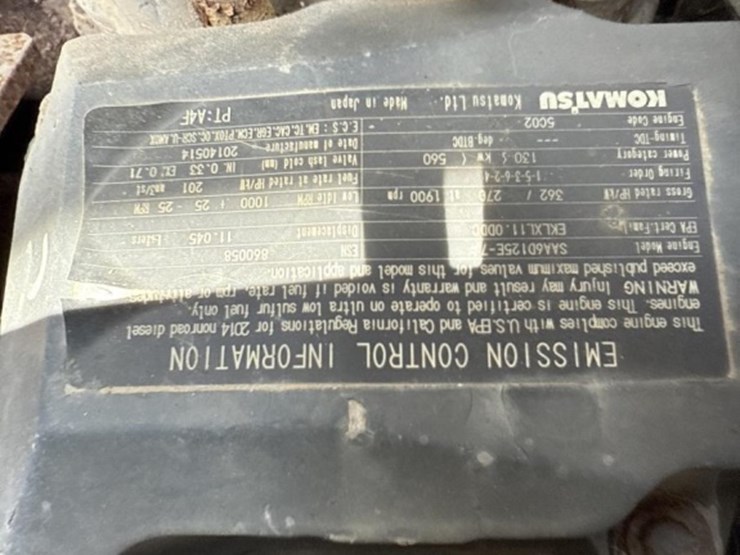 EMISSION CONTROL INFORMATION
This engine complies with U.S.EPA and California Regulations for 2014 nonroad diesel
engines. This engine is certified to operate on ultra low sulfur fuel only.
WARNING Injury may result and warranty is voided if fuel rate, rpm or altitudes
exceed published maximum values for this model and application.
Engine Model SAA6D125E-7 ESN 860058
EPA Cert.Family EKLXL11.0DDC Displacement 11.045 Liters
Gross rated HP/kW 362 / 270 at 1900 rpm Low Idle RPM 1000 + 25 - 25 RPM
Firing Order 1-5-3-6-2-4 Fuel rate at rated HP/kW 201 mm3/st
Power category 130 ≤ kW ≤ 560 Valve lash cold (mm) IN. 0.33 EX. 0.71
Timing-TDC --- deg BTDC Date of manufacture 20140514
Engine Code 5C02 E.C.S : EM,TC,CAC,EGR,ECM,PTOX,OC,SCR-U,AMOX
KOMATSU Komatsu Ltd. Made in Japan PT:A4F